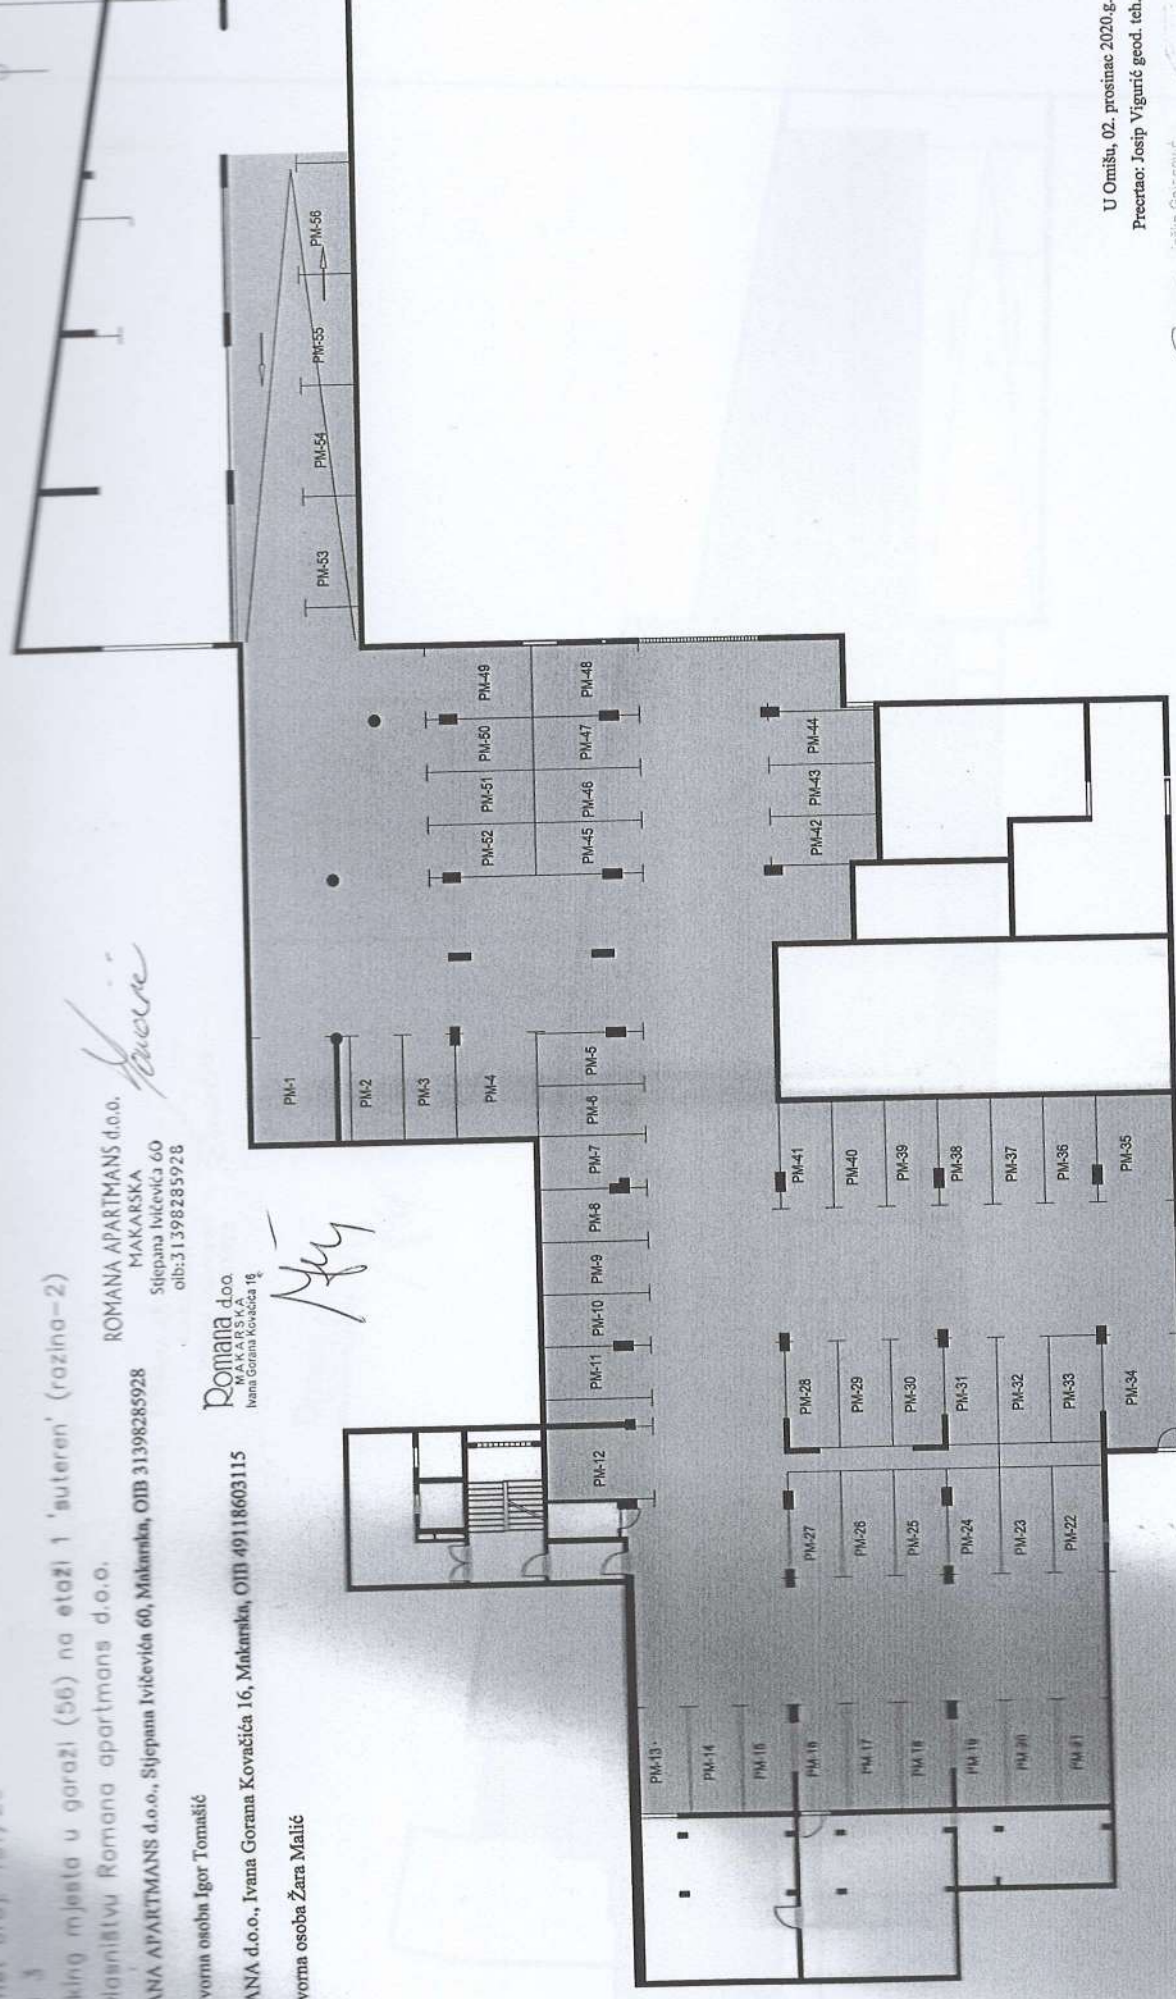 king mjesta u garaži (56) na etaži 1 'suteren' (razina-2)
vlasništvu Romana apartmans d.o.o.
NA APARTMANS d.o.o., Stjepana Ivičevića 60, Makarska, OIB 31398285928
vorna osoba Igor Tomašić
NA d.o.o., Ivana Gorana Kovačića 16, Makarska, OIB 49118603115
vorna osoba Žara Malić
ROMANA APARTMANS d.o.o.
MAKARSKA
Stjepana Ivičevića 60
oib:31398285928
Romana d.o.o.
MAKARSKA
Ivana Gorana Kovačića 16
PM-1
PM-2
PM-3
PM-4
PM-5
PM-6
PM-7
PM-8
PM-9
PM-10
PM-11
PM-12
PM-13
PM-14
PM-15
PM-16
PM-17
PM-18
PM-19
PM-20
PM-21
PM-22
PM-23
PM-24
PM-25
PM-26
PM-27
PM-28
PM-29
PM-30
PM-31
PM-32
PM-33
PM-34
PM-35
PM-36
PM-37
PM-38
PM-39
PM-40
PM-41
PM-42
PM-43
PM-44
PM-45
PM-46
PM-47
PM-48
PM-49
PM-50
PM-51
PM-52
PM-53
PM-54
PM-55
PM-56
U Omišu, 02. prosinac 2020.g.
Precrtao: Josip Vigurić geod. teh.